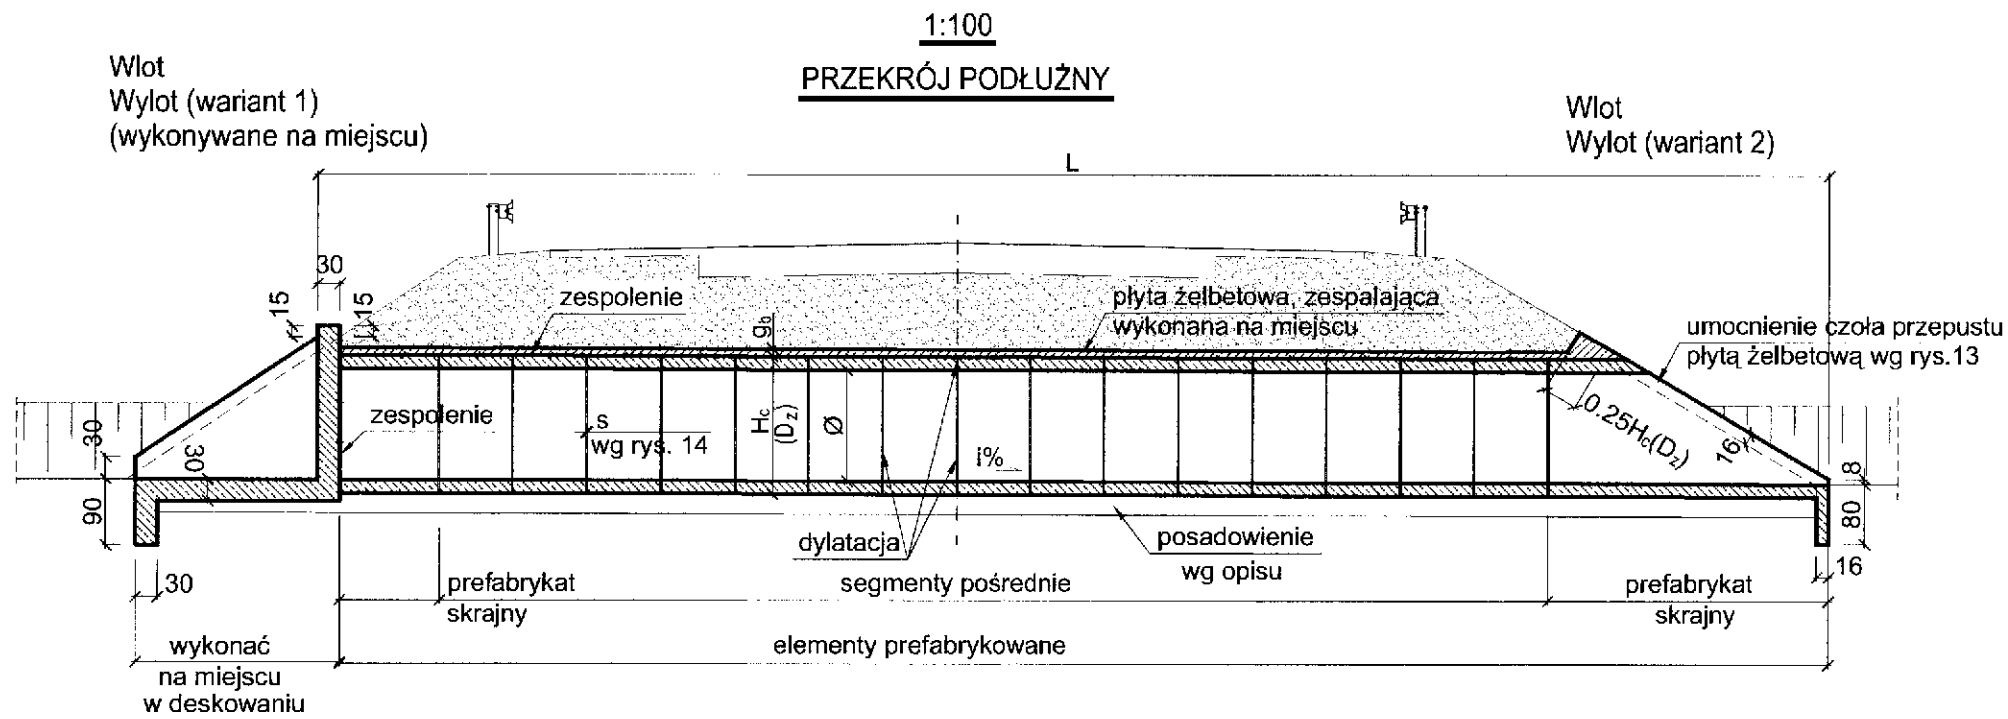 1:100
PRZEKRÓJ PODŁUŻNY
Wlot
Wylot (wariant 1)
(wykonywane na miejscu)
Wlot
Wylot (wariant 2)
L
30
15
15
zespolenie
gb
płyta żelbetowa, zespalająca
wykonana na miejscu
umocnienie czoła przepustu
płytą żelbetową wg rys.13
zespolenie
s
wg rys. 14
Hc
(Dz)
Ø
i%
0.25Hc(Dz)
16
8
80
16
30
30
90
30
dylatacja
posadowienie
wg opisu
prefabrykat
skrajny
segmenty pośrednie
prefabrykat
skrajny
wykonać
na miejscu
w deskowaniu
elementy prefabrykowane